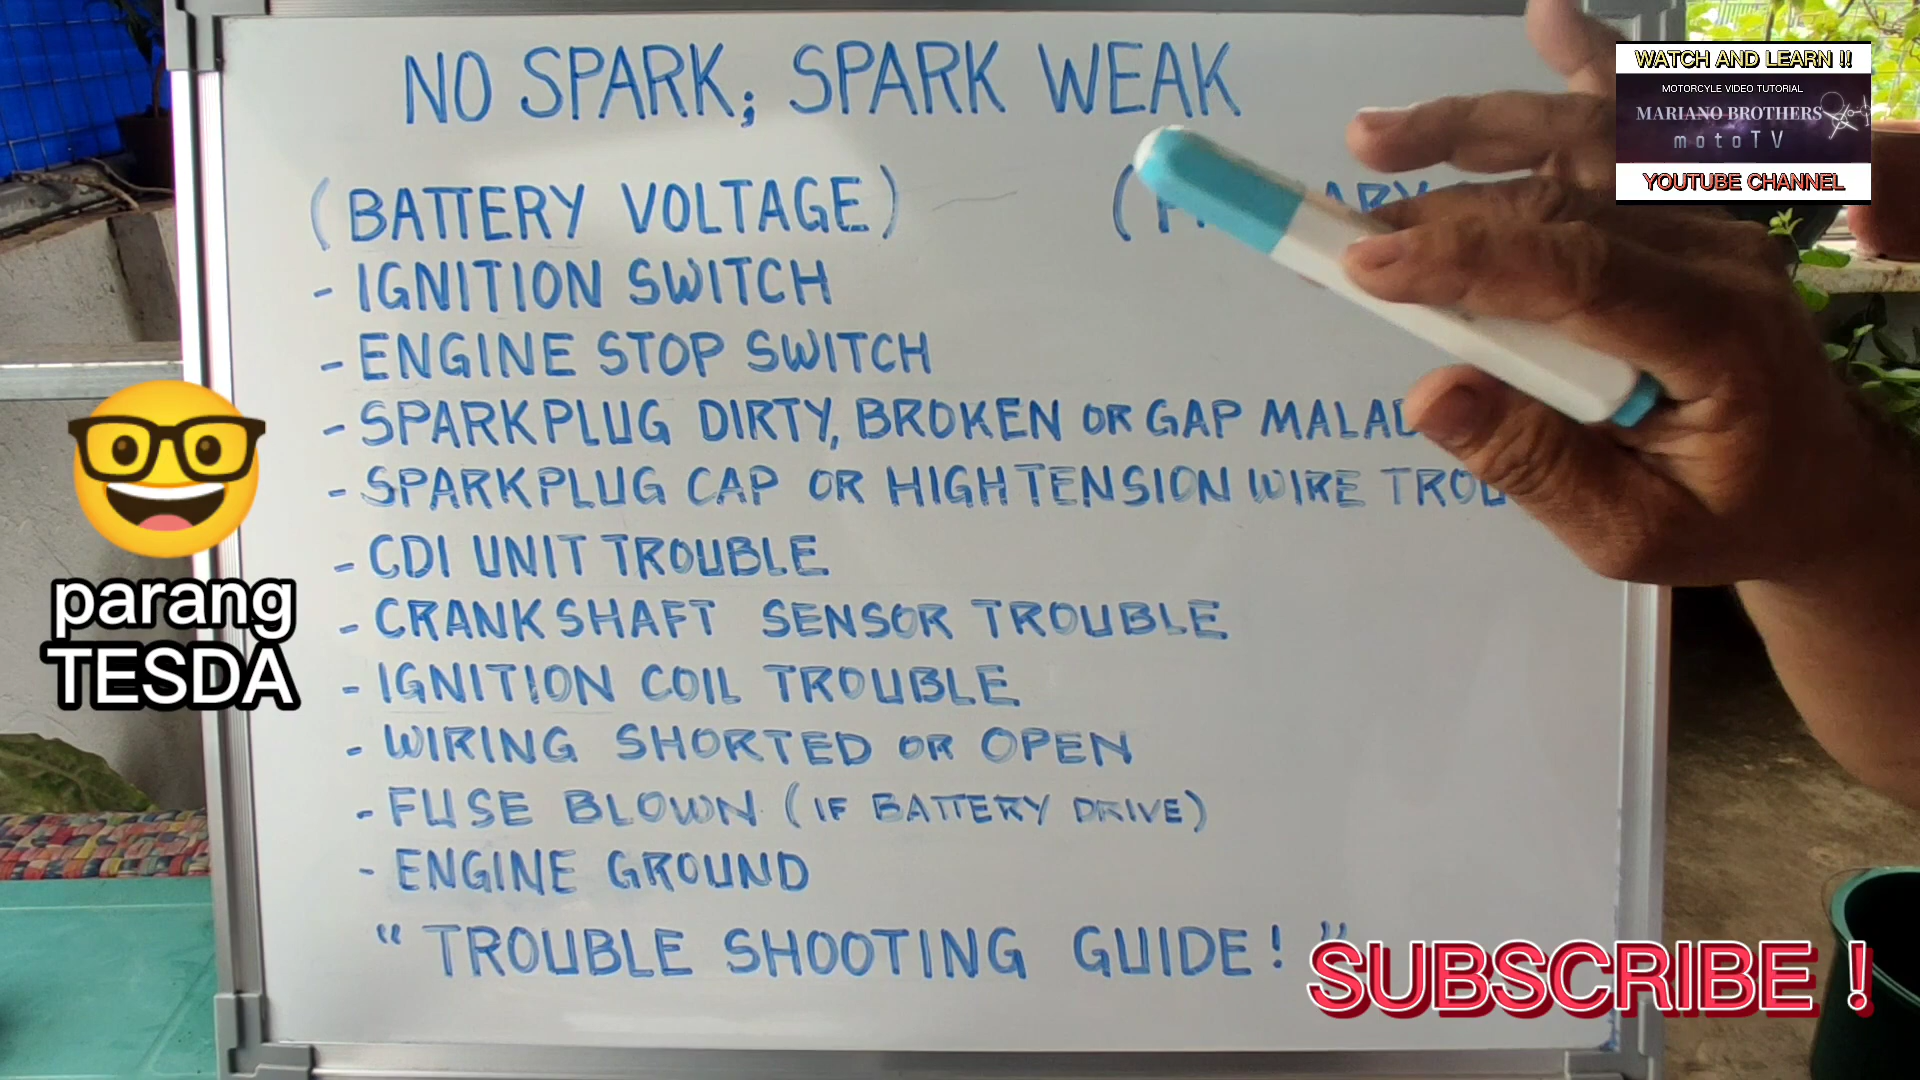 NO SPARK; SPARK WEAK
WATCH AND LEARN !!
MOTORCYLE VIDEO TUTORIAL
MARIANO BROTHERS
motoTV
YOUTUBE CHANNEL
(BATTERY VOLTAGE)
- IGNITION SWITCH
- ENGINE STOP SWITCH
- SPARKPLUG DIRTY, BROKEN OR GAP
- SPARKPLUG CAP OR HIGHTENSION WIRE
- CDI UNIT TROUBLE
- CRANKSHAFT SENSOR TROUBLE
- IGNITION COIL TROUBLE
- WIRING SHORTED OR OPEN
- FUSE BLOWN (IF BATTERY DRIVE)
- ENGINE GROUND
"TROUBLE SHOOTING GUIDE!"
parang
TESDA
SUBSCRIBE !